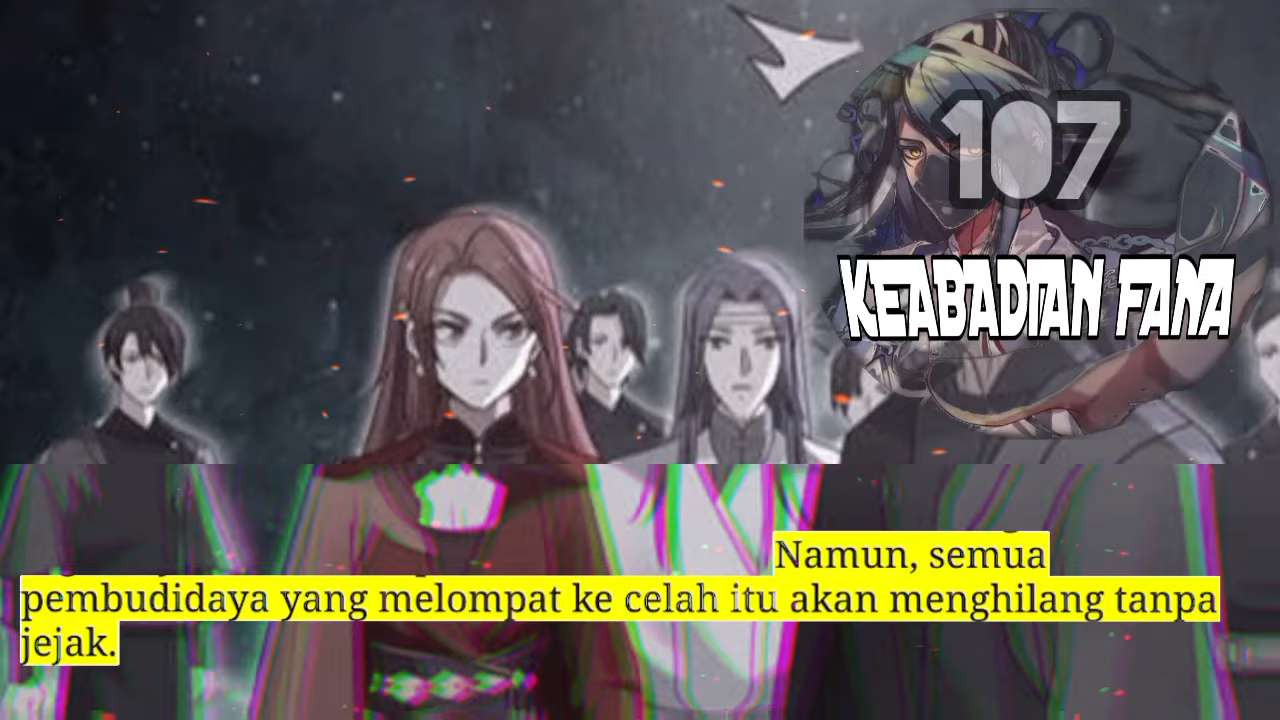 107
KEABADIAN FANA
Namun, semua
pembudidaya yang melompat ke celah itu akan menghilang tanpa
jejak.